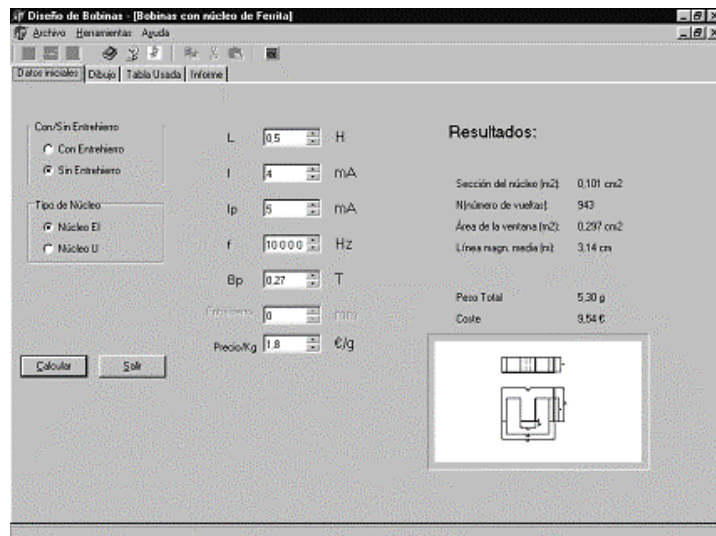 Diseño de Bobinas - [Bobinas con núcleo de Ferrita]
Archivo Herramientas Ayuda
Datos iniciales Dibujo Tabla Usada Informe
Con/Sin Entrehierro
Con Entrehierro
Sin Entrehierro
Tipo de Núcleo
Núcleo EI
Núcleo U
L 0.5 H
I 4 mA
Ip 5 mA
f 10000 Hz
Bp 0.27 T
Entrehierro 0 mm
Precio/Kg 1,8 €/g
Calcular Salir
Resultados:
Sección del núcleo (m2): 0,101 cm2
N(número de vueltas): 943
Área de la ventana (m2): 0.297 cm2
Línea magn. media (m): 3,14 cm
Peso Total 5,30 g
Coste 9,54 €